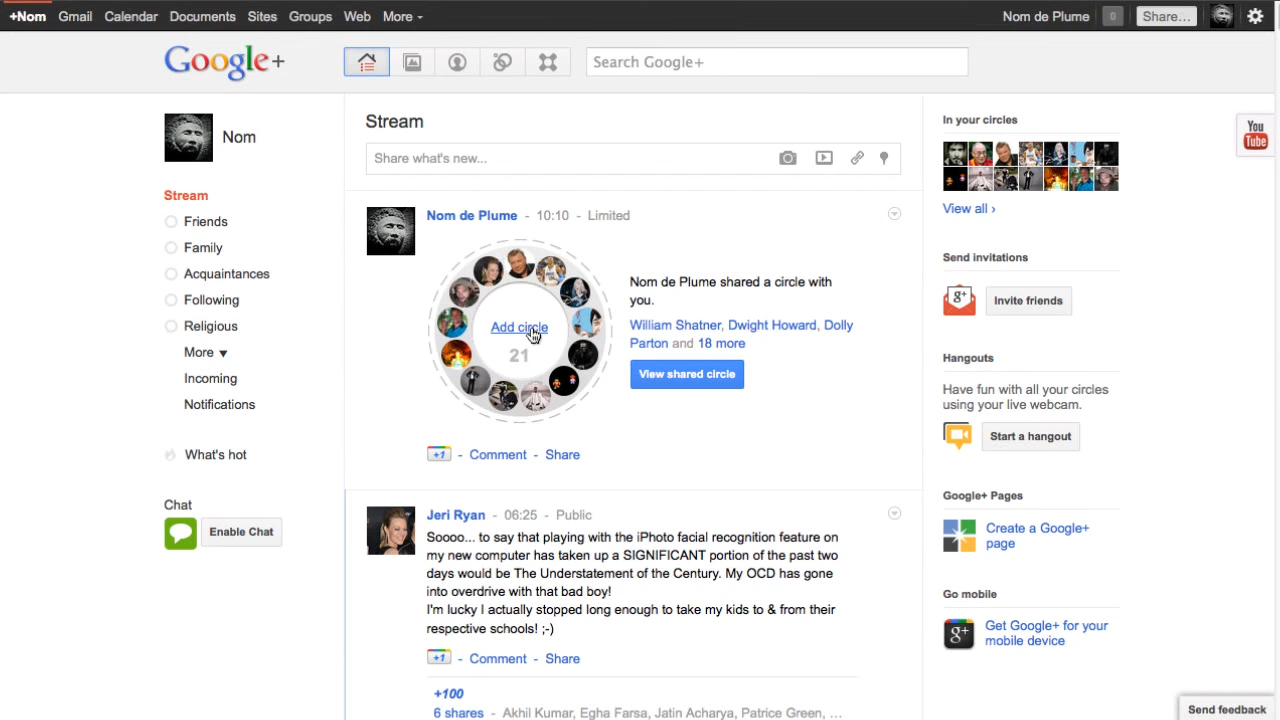 +Nom Gmail Calendar Documents Sites Groups Web More
Nom de Plume 0 Share...
Google+
Search Google+
Nom
Stream
Friends
Family
Acquaintances
Following
Religious
More
Incoming
Notifications
What's hot
Chat
Enable Chat
Stream
Share what's new...
Nom de Plume - 10:10 - Limited
Add circle
21
Nom de Plume shared a circle with
you.
William Shatner, Dwight Howard, Dolly
Parton and 18 more
View shared circle
+1 - Comment - Share
Jeri Ryan - 06:25 - Public
Soooo... to say that playing with the iPhoto facial recognition feature on
my new computer has taken up a SIGNIFICANT portion of the past two
days would be The Understatement of the Century. My OCD has gone
into overdrive with that bad boy!
I'm lucky I actually stopped long enough to take my kids to & from their
respective schools! ;-)
+1 - Comment - Share
+100
6 shares - Akhil Kumar, Egha Farsa, Jatin Acharya, Patrice Green, ...
In your circles
View all ›
Send invitations
g+ Invite friends
Hangouts
Have fun with all your circles
using your live webcam.
Start a hangout
Google+ Pages
Create a Google+
page
Go mobile
g+ Get Google+ for your
mobile device
You
Tube
Send feedback